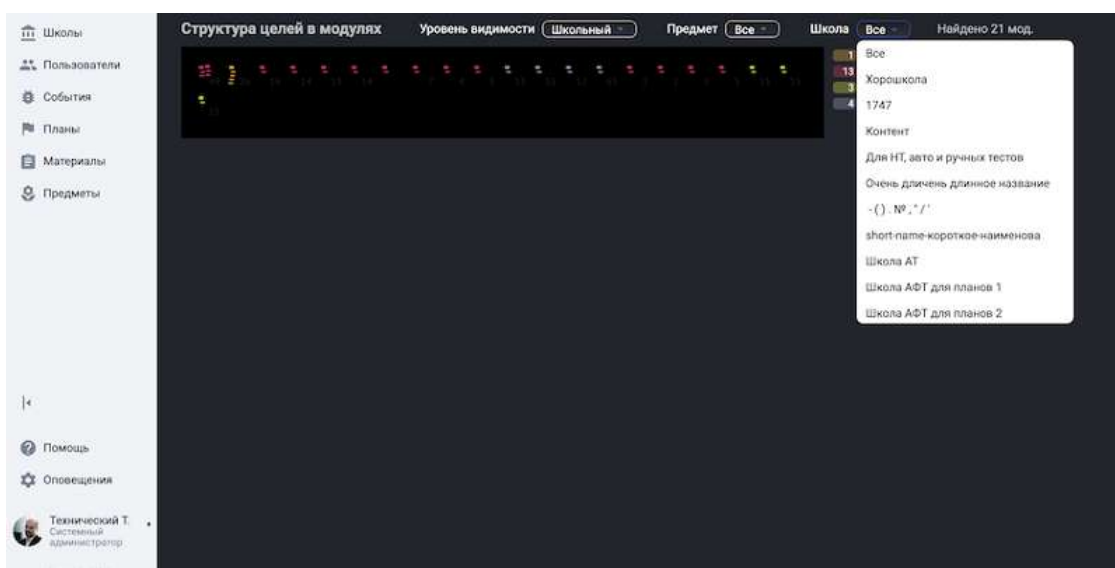 Школы
Пользователи
События
Планы
Материалы
Предметы
Помощь
Оповещения
Технический Т.
Системный
администратор
Структура целей в модулях
Уровень видимости Школьный
Предмет Все
Школа Все
Найдено 21 мод.
1
13
3
4
Все
Хорошкола
1747
Контент
Для НТ, авто и ручных тестов
Очень дличень длинное название
-().№,"/'
short-name-короткое-наименова
Школа АТ
Школа АФТ для планов 1
Школа АФТ для планов 2